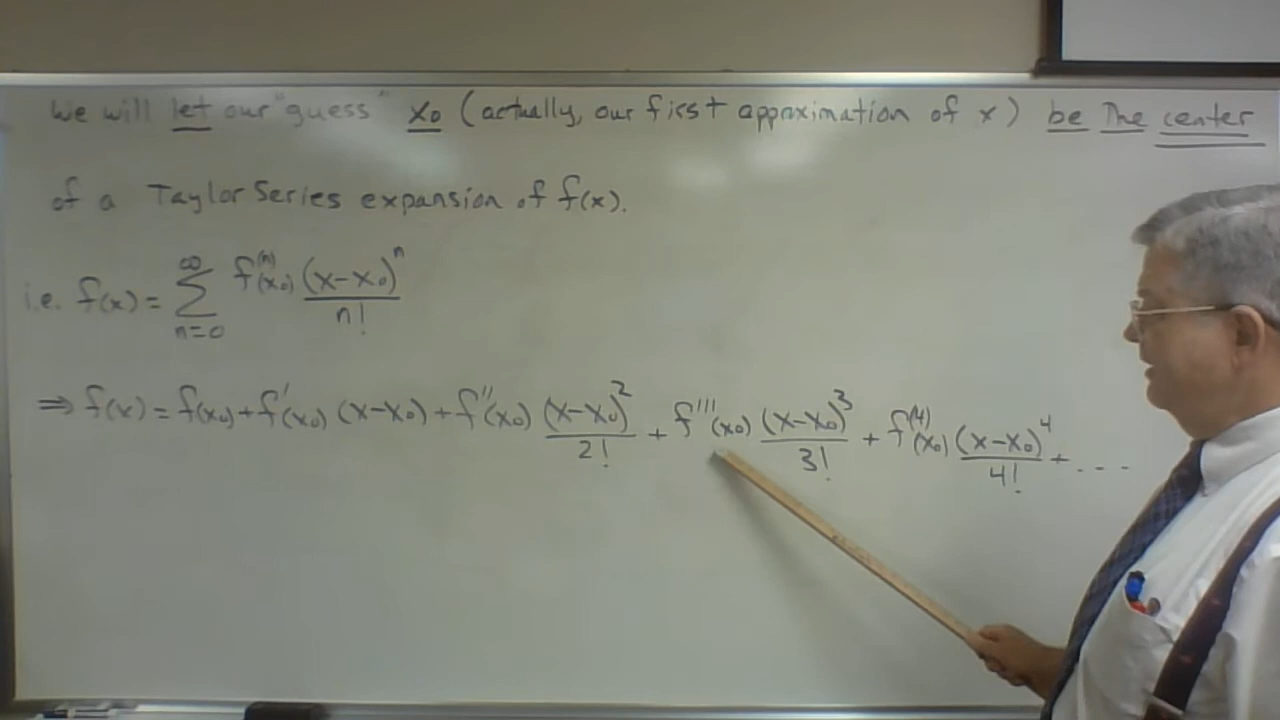 We will let our "guess" x₀ (actually, our first approximation of x) be the center
of a Taylor Series expansion of f(x).
i.e. f(x) = ∑_{n=0}^{∞} f^{(n)}(x₀) (x-x₀)^n / n!
⇒ f(x) = f(x₀) + f'(x₀) (x-x₀) + f''(x₀) (x-x₀)^2 / 2! + f'''(x₀) (x-x₀)^3 / 3! + f^{(4)}(x₀) (x-x₀)^4 / 4! + ...